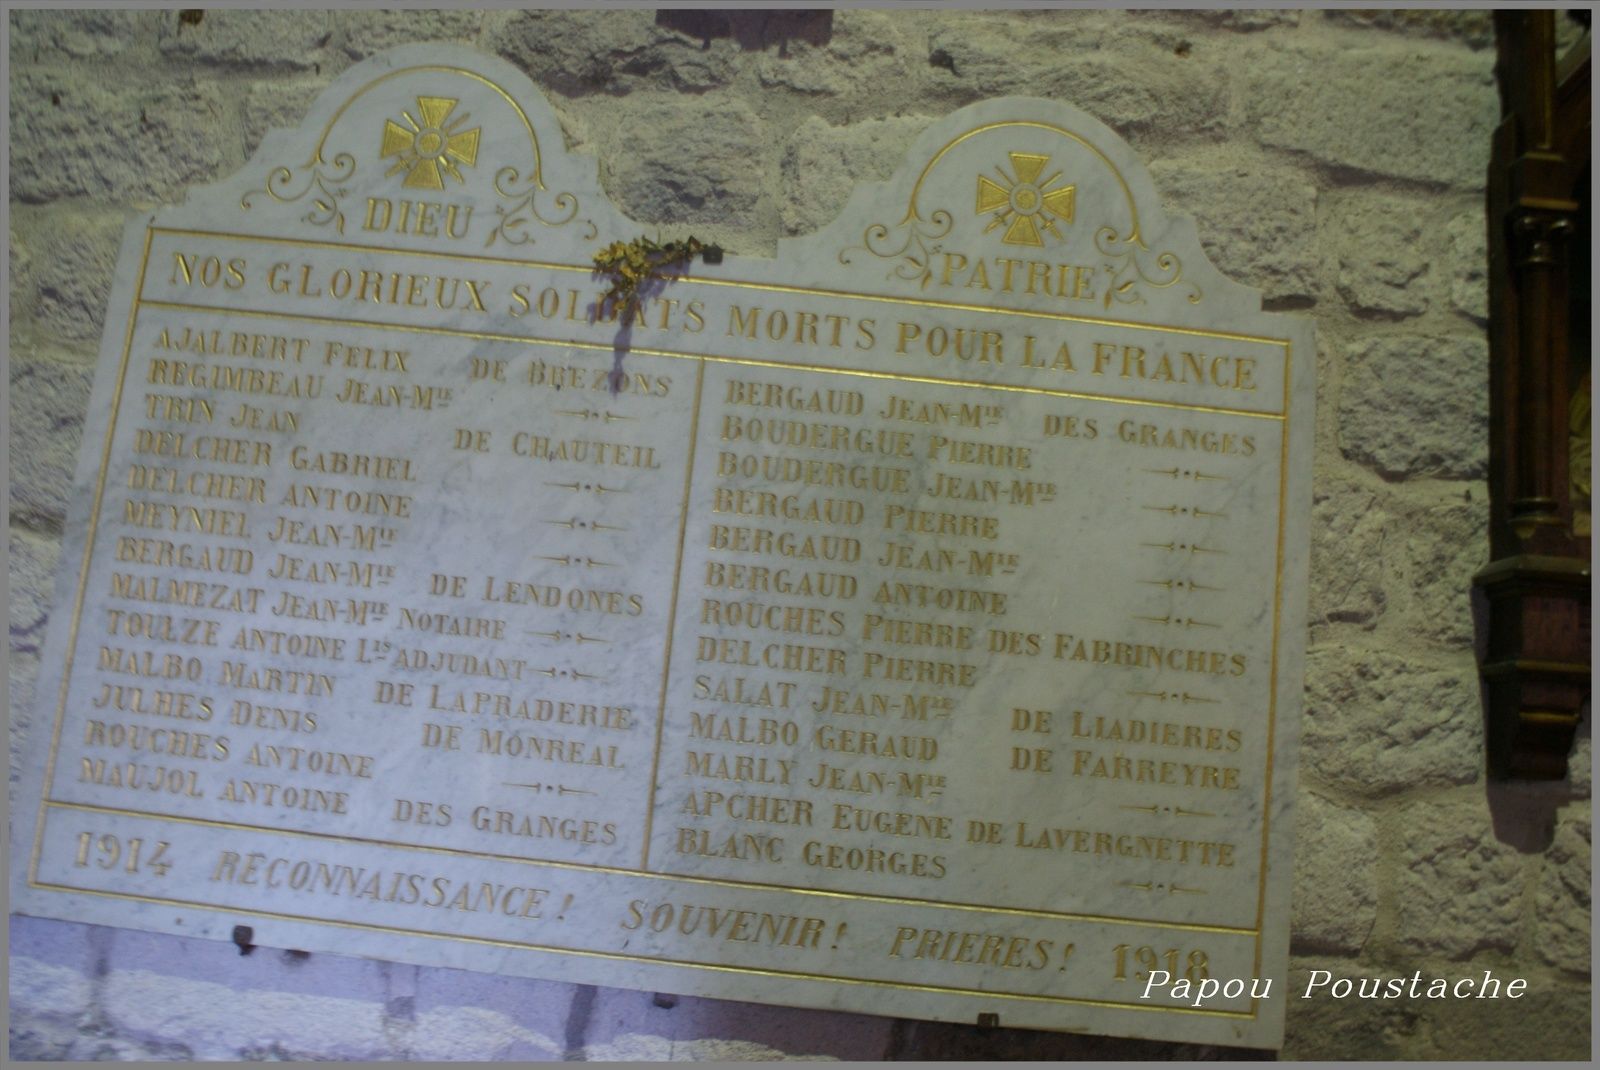 DIEU
PATRIE
NOS GLORIEUX SOLDATS MORTS POUR LA FRANCE
AJALBERT FELIX DE BREZONS
REGIMBEAU JEAN-MIE
TRIN JEAN DE CHAUTEIL
DELCHER GABRIEL
DELCHER ANTOINE
MEYNIEL JEAN-MIE
BERGAUD JEAN-MIE DE LENDONES
MALMEZAT JEAN-MIE NOTAIRE
TOULZE ANTOINE LIS ADJUDANT
MALBO MARTIN DE LAPRADERIE
JULHES DENIS DE MONREAL
ROUCHES ANTOINE
MAUJOL ANTOINE DES GRANGES
BERGAUD JEAN-MIE DES GRANGES
BOUDERGUE PIERRE
BOUDERGUE JEAN-MIE
BERGAUD PIERRE
BERGAUD JEAN-MIE
BERGAUD ANTOINE
ROUCHES PIERRE DES FABRINCHES
DELCHER PIERRE
SALAT JEAN-MIE DE LIADIERES
MALBO GERAUD DE FARREYRE
MARLY JEAN-MIE
APCHER EUGENE DE LAVERGNETTE
BLANC GEORGES
1914 RECONNAISSANCE! SOUVENIR! PRIERES! 1918
Papou Poustache